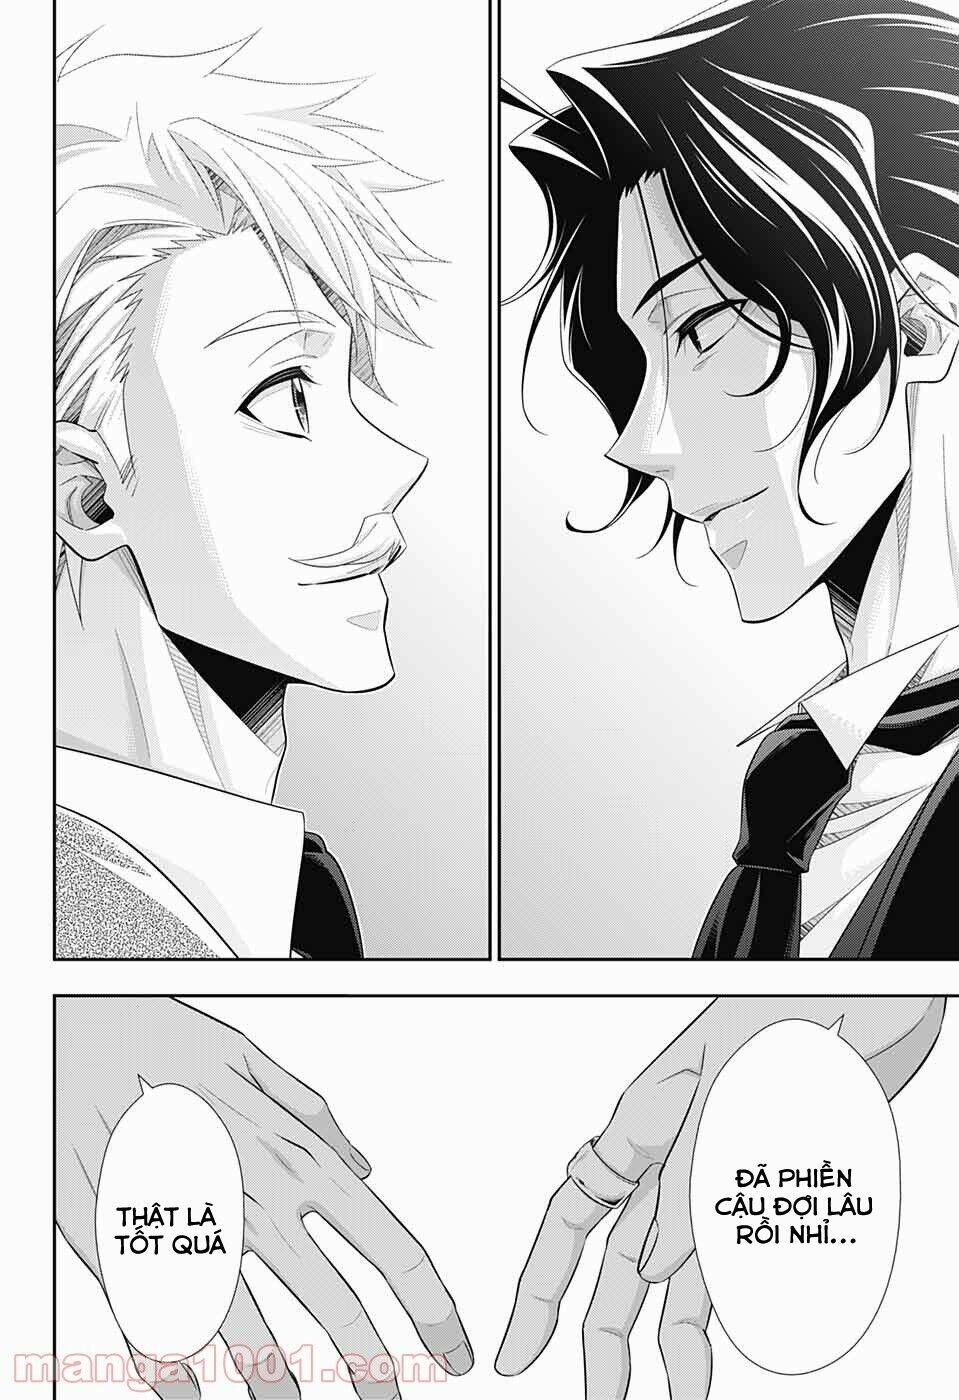 ĐÃ PHIỀN
CẬU ĐỢI LÂU
RỒI NHỈ...
THẬT LÀ
TỐT QUÁ
manga1001.com